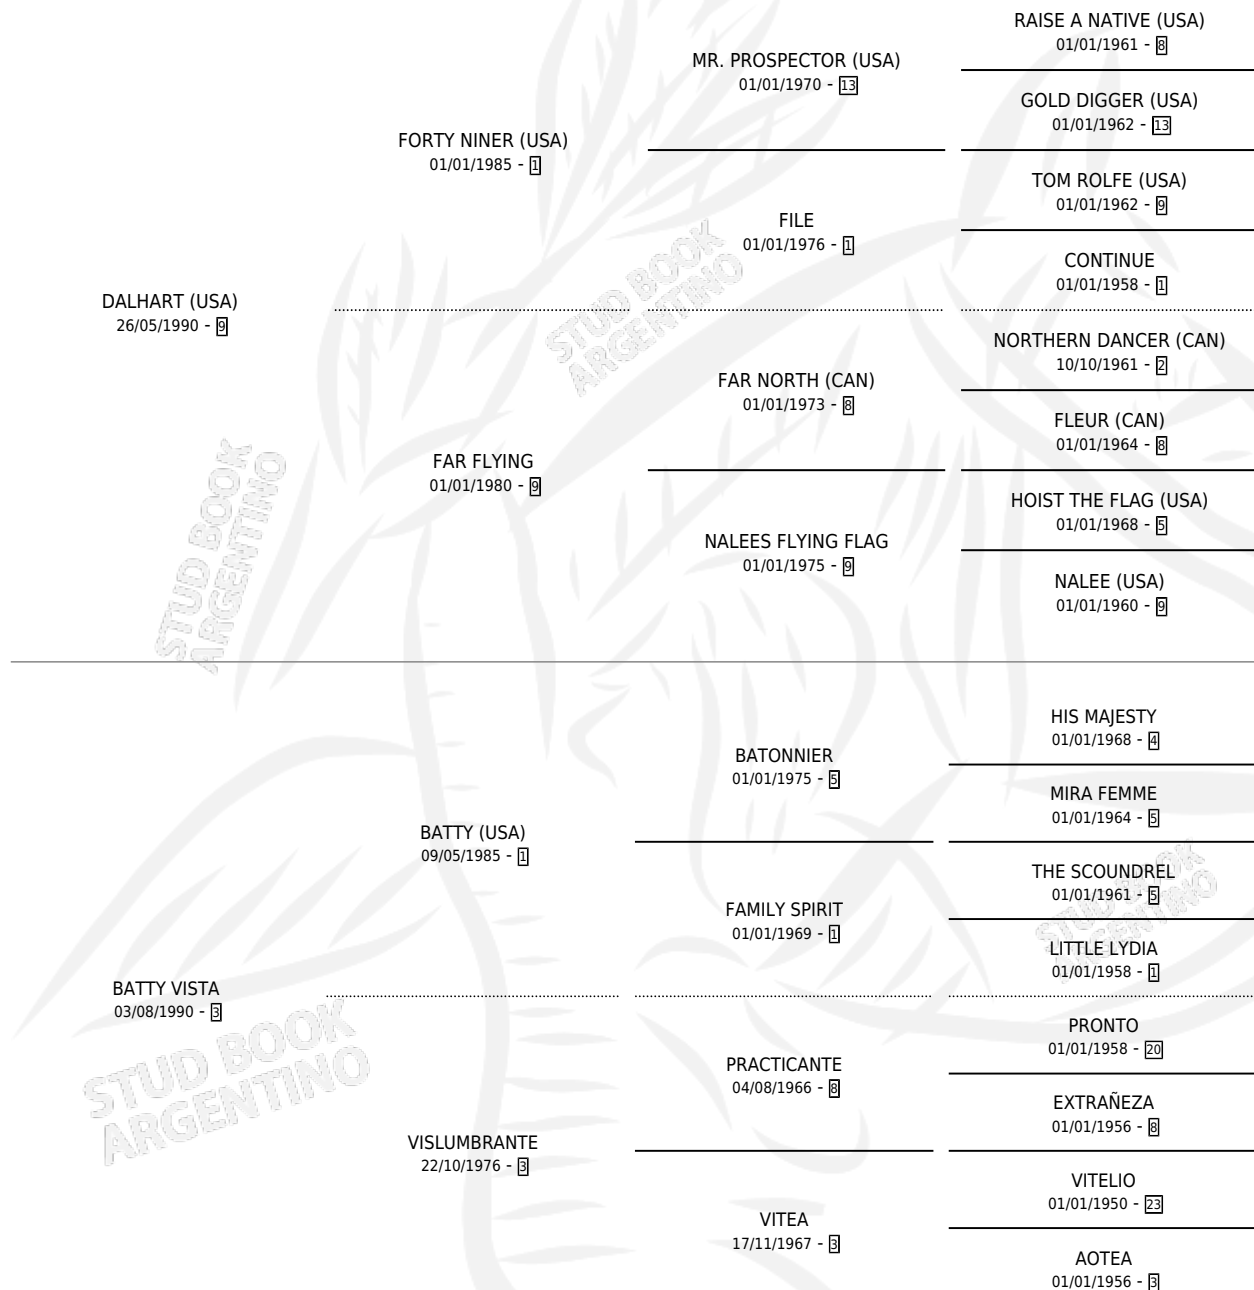 RAISE A NATIVE (USA)
01/01/1961 - 8
MR. PROSPECTOR (USA)
01/01/1970 - 13
GOLD DIGGER (USA)
01/01/1962 - 13
FORTY NINER (USA)
01/01/1985 - 1
TOM ROLFE (USA)
01/01/1962 - 9
FILE
01/01/1976 - 1
CONTINUE
01/01/1958 - 1
DALHART (USA)
26/05/1990 - 9
NORTHERN DANCER (CAN)
10/10/1961 - 2
FAR NORTH (CAN)
01/01/1973 - 8
FLEUR (CAN)
01/01/1964 - 8
FAR FLYING
01/01/1980 - 9
HOIST THE FLAG (USA)
01/01/1968 - 5
NALEES FLYING FLAG
01/01/1975 - 9
NALEE (USA)
01/01/1960 - 9
HIS MAJESTY
01/01/1968 - 4
BATONNIER
01/01/1975 - 5
MIRA FEMME
01/01/1964 - 5
BATTY (USA)
09/05/1985 - 1
THE SCOUNDREL
01/01/1961 - 5
FAMILY SPIRIT
01/01/1969 - 1
LITTLE LYDIA
01/01/1958 - 1
BATTY VISTA
03/08/1990 - 3
PRONTO
01/01/1958 - 20
PRACTICANTE
04/08/1966 - 8
EXTRAÑEZA
01/01/1956 - 8
VISLUMBRANTE
22/10/1976 - 3
VITELIO
01/01/1950 - 23
VITEA
17/11/1967 - 3
AOTEA
01/01/1956 - 3
STUD BOOK
ARGENTINO
STUD BOOK
ARGENTINO
STUD BOOK
ARGENTINO
STUD BOOK
ARGENTINO